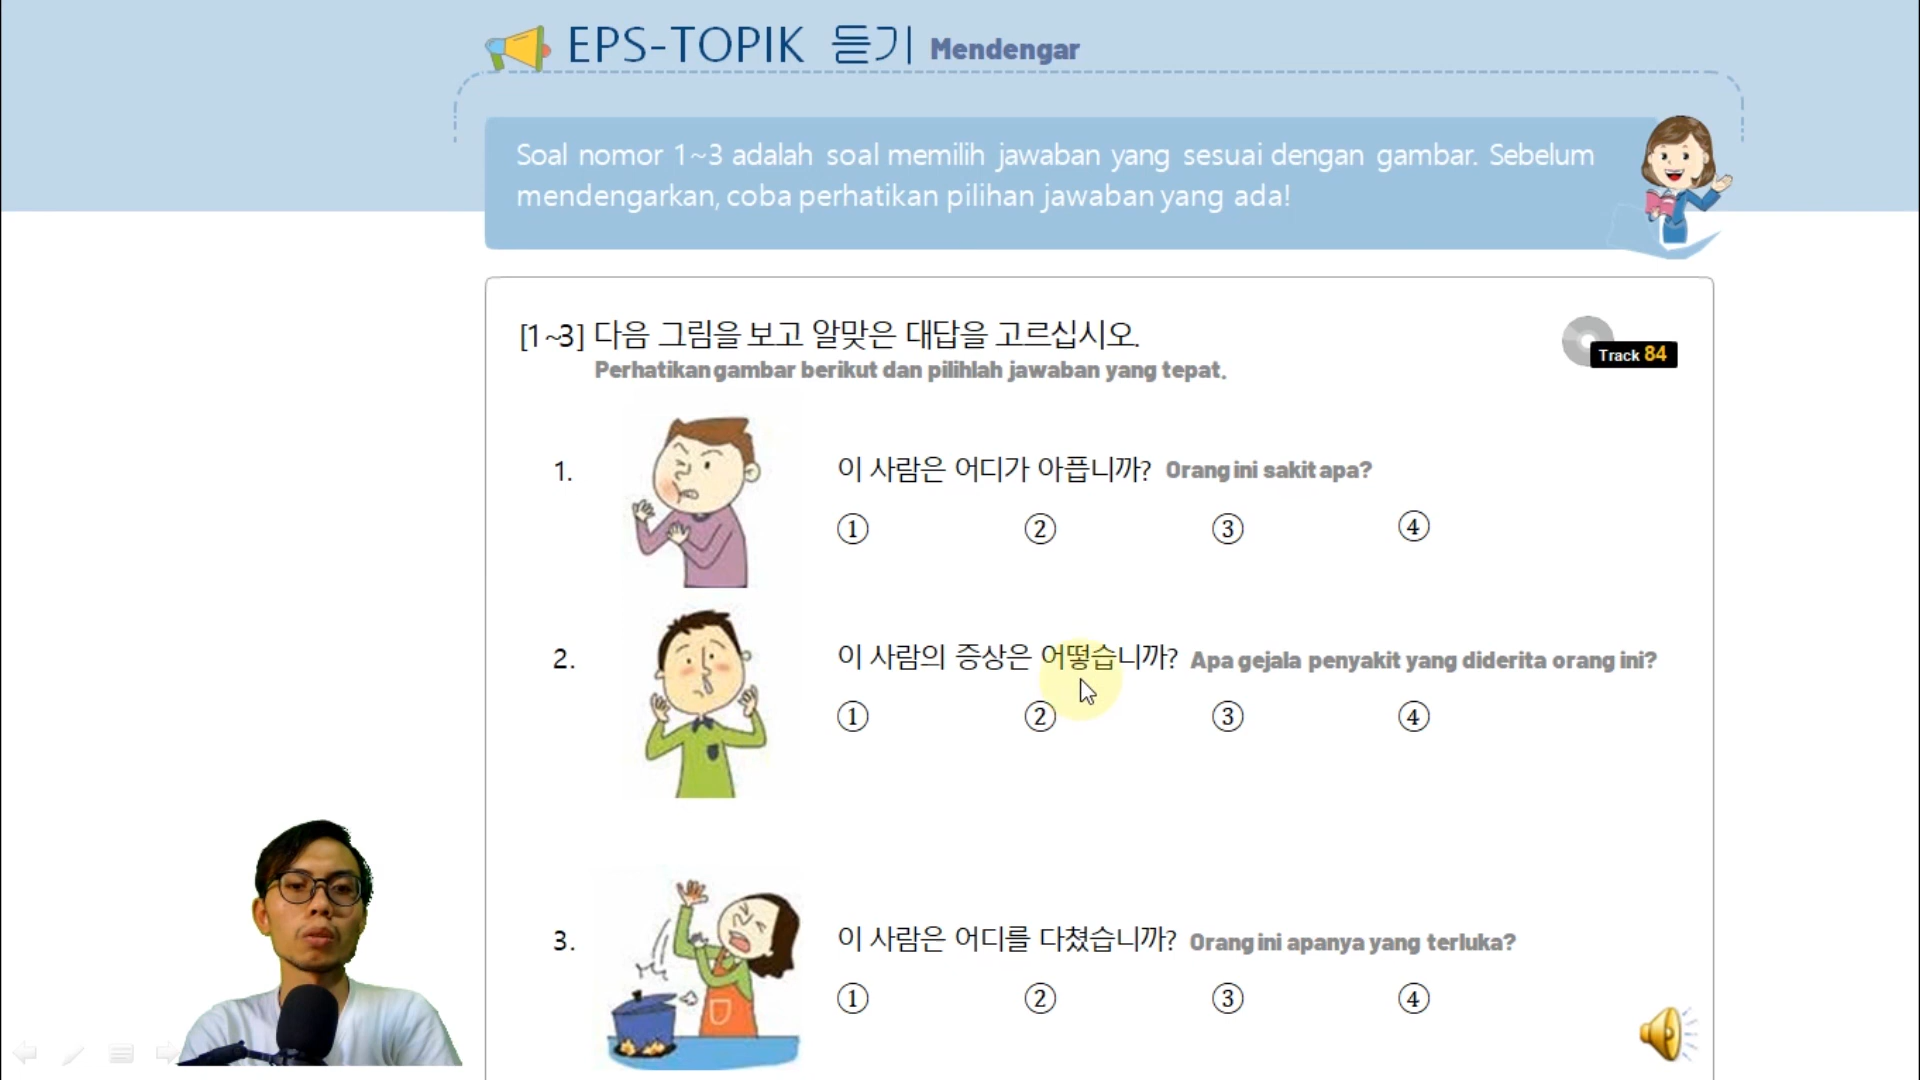 EPS-TOPIK 듣기 Mendengar
Soal nomor 1~3 adalah soal memilih jawaban yang sesuai dengan gambar. Sebelum
mendengarkan, coba perhatikan pilihan jawaban yang ada!
[1~3] 다음 그림을 보고 알맞은 대답을 고르십시오.
Perhatikan gambar berikut dan pilihlah jawaban yang tepat.
Track 84
1. 이 사람은 어디가 아픕니까? Orang ini sakit apa?
① ② ③ ④
2. 이 사람의 증상은 어떻습니까? Apa gejala penyakit yang diderita orang ini?
① ② ③ ④
3. 이 사람은 어디를 다쳤습니까? Orang ini apanya yang terluka?
① ② ③ ④